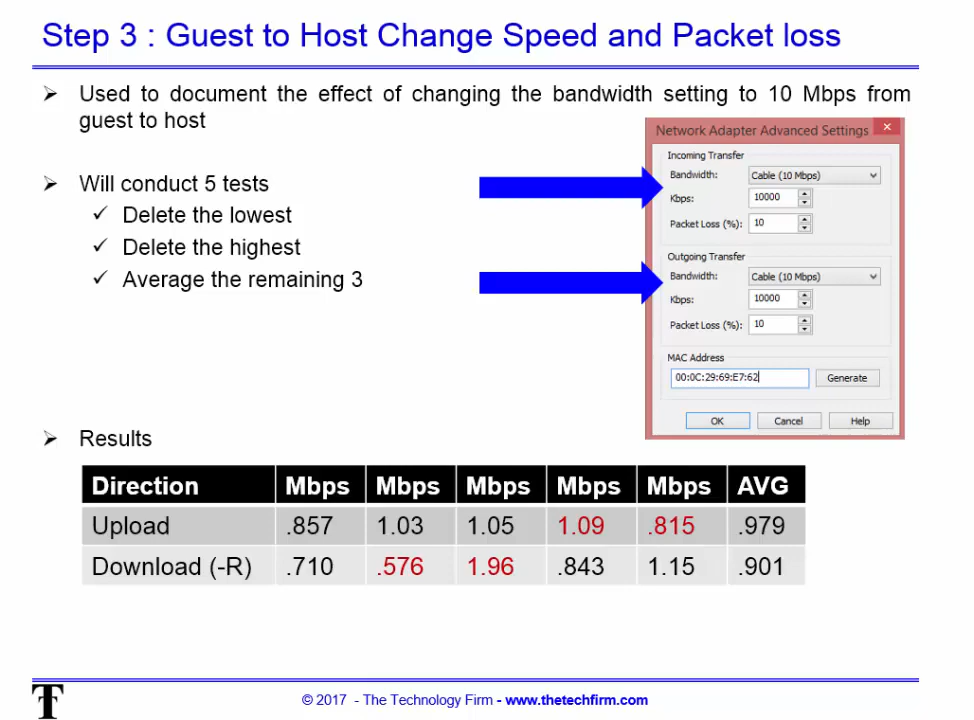 Step 3 : Guest to Host Change Speed and Packet loss
Used to document the effect of changing the bandwidth setting to 10 Mbps from
guest to host
Will conduct 5 tests
Delete the lowest
Delete the highest
Average the remaining 3
Network Adapter Advanced Settings
Incoming Transfer
Bandwidth: Cable (10 Mbps)
Kbps: 10000
Packet Loss (%): 10
Outgoing Transfer
Bandwidth: Cable (10 Mbps)
Kbps: 10000
Packet Loss (%): 10
MAC Address
00:0C:29:69:E7:62 Generate
OK Cancel Help
Results
Direction Mbps Mbps Mbps Mbps Mbps AVG
Upload .857 1.03 1.05 1.09 .815 .979
Download (-R) .710 .576 1.96 .843 1.15 .901
© 2017 - The Technology Firm - www.thetechfirm.com